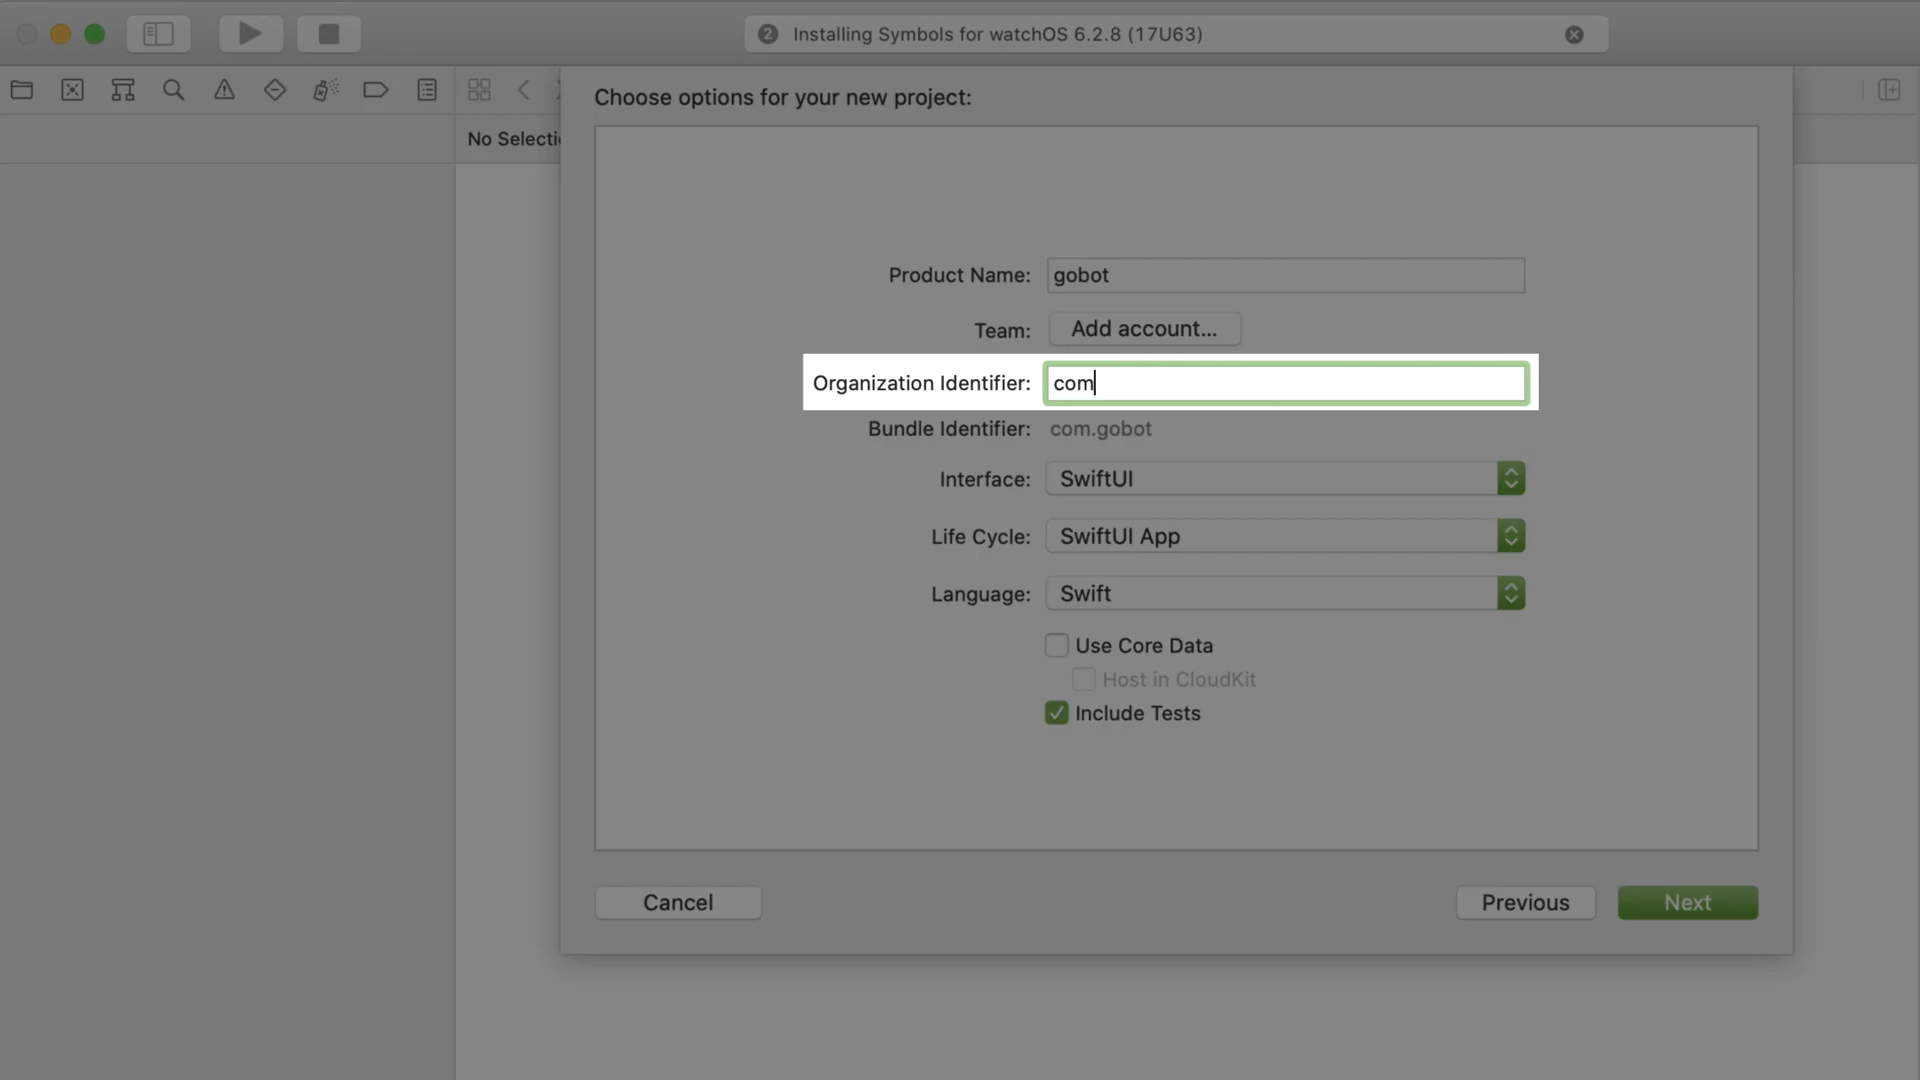 2 Installing Symbols for watchOS 6.2.8 (17U63)
No Selecti
Choose options for your new project:
Product Name: gobot
Team: Add account...
Organization Identifier: com
Bundle Identifier: com.gobot
Interface: SwiftUI
Life Cycle: SwiftUI App
Language: Swift
Use Core Data
Host in CloudKit
Include Tests
Cancel Previous Next